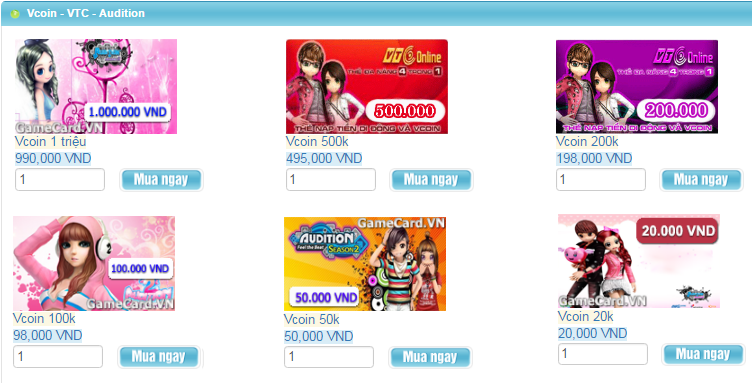 Vcoin - VTC - Audition
1.000.000 VND
GameCard.VN
Vcoin 1 triệu
990,000 VND
1
Mua ngay
VTC Online
THẺ ĐA NĂNG 4 TRONG 1
500.000
THẺ NẠP TIỀN DI ĐỘNG VÀ VCOIN
Vcoin 500k
495,000 VND
1
Mua ngay
VTC Online
THẺ ĐA NĂNG 4 TRONG 1
200.000
THẺ NẠP TIỀN DI ĐỘNG VÀ VCOIN
Vcoin 200k
198,000 VND
1
Mua ngay
2
100.000 VND
GameCard.VN
Vcoin 100k
98,000 VND
1
Mua ngay
GameCard.VN
AUDITION
Feel the Beat
SEASON2
50.000 VND
Vcoin 50k
50,000 VND
1
Mua ngay
20.000 VND
GameCard.VN
Vcoin 20k
20,000 VND
1
Mua ngay